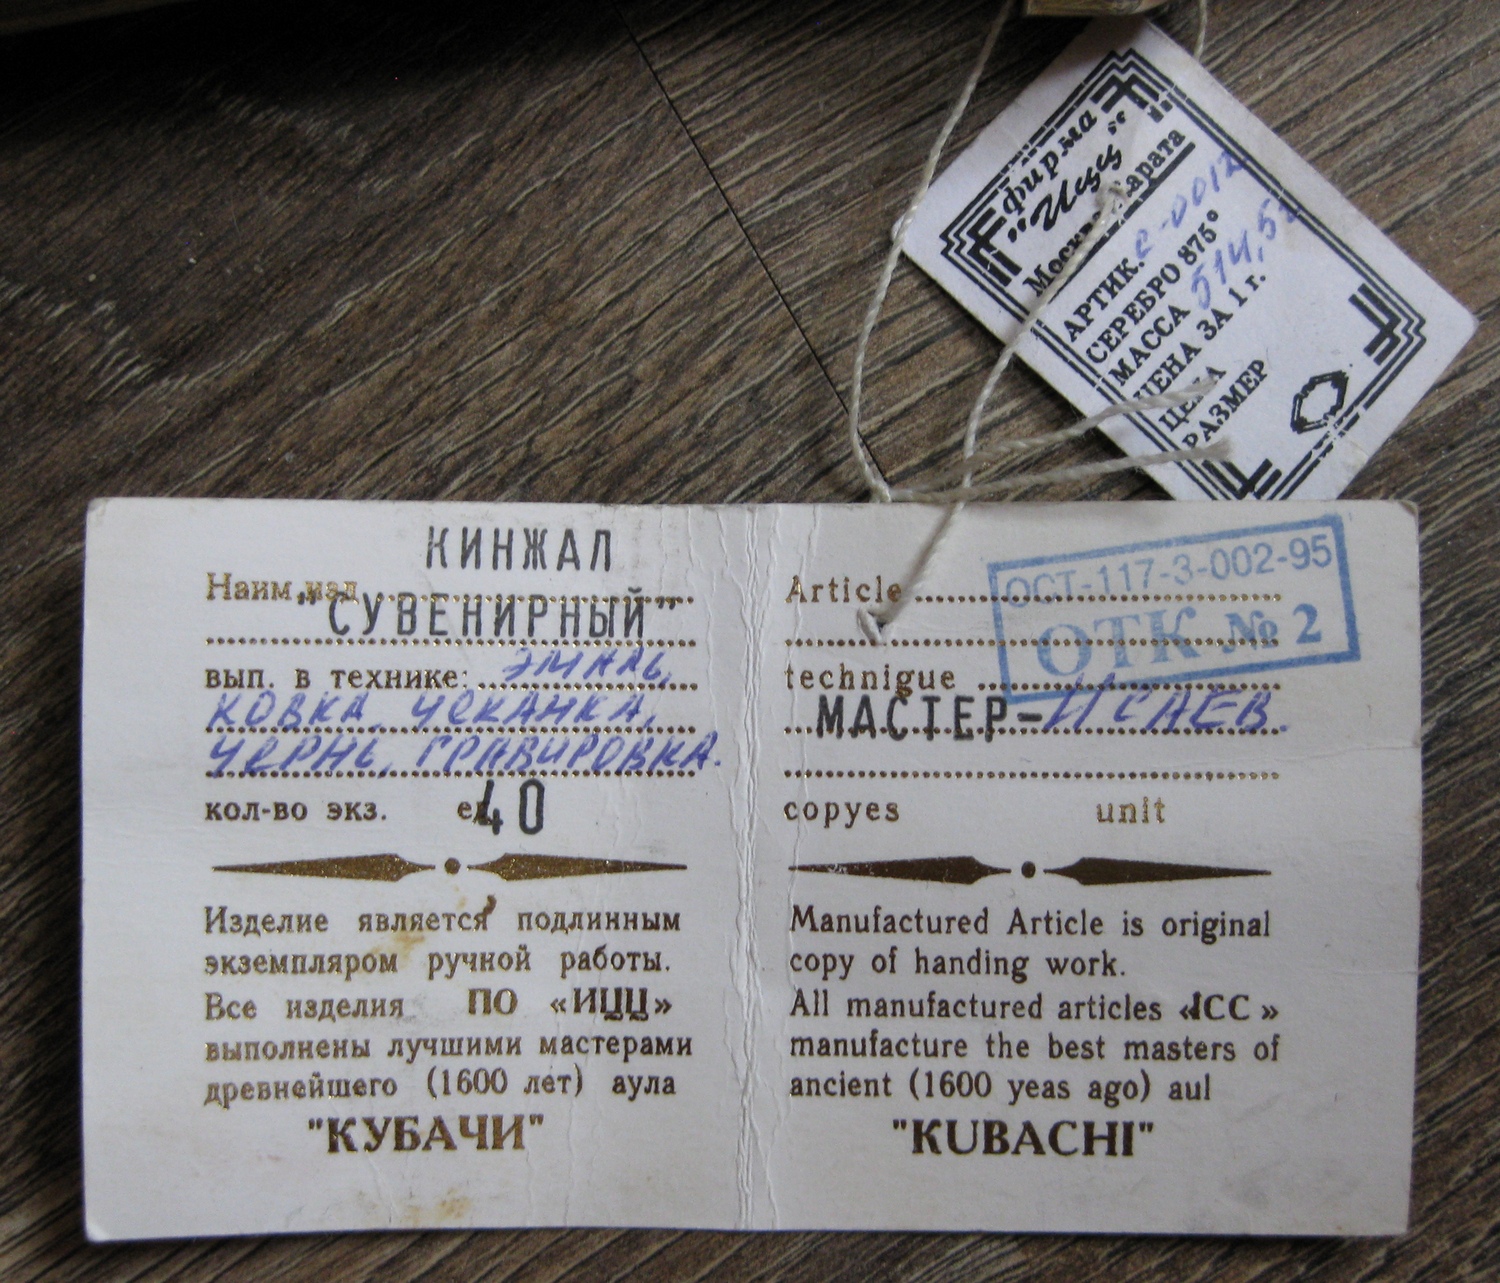 фирма
"Ицц"
Москва Карата
АРТИК.
СЕРЕБРО 875°
МАССА
ЦЕНА ЗА 1 г.
ЦЕНА
РАЗМЕР
КИНЖАЛ
Наим.изд.
"СУВЕНИРНЫЙ"
вып. в технике: ЭМАЛЬ,
КОВКА, ЧЕКАНКА,
ЧЕРНЬ, ГРАВИРОВКА.
кол-во экз. ед. 40
Изделие является подлинным
экземпляром ручной работы.
Все изделия ПО «ИЦЦ»
выполнены лучшими мастерами
древнейшего (1600 лет) аула
"КУБАЧИ"
Article
ОСТ-117-3-002-95
ОТК № 2
technigue
МАСТЕР-ИСАЕВ.
copyes unit
Manufactured Article is original
copy of handing work.
All manufactured articles «ICC»
manufacture the best masters of
ancient (1600 yeas ago) aul
"KUBACHI"